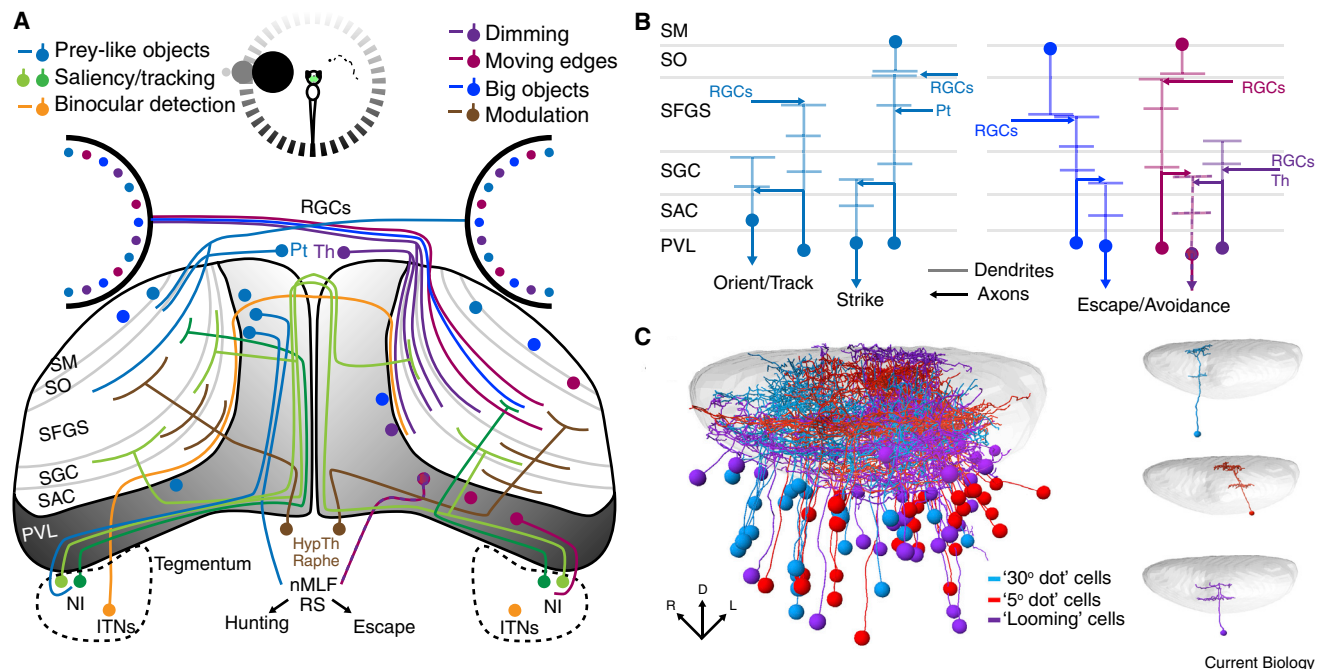 A
Prey-like objects
Saliency/tracking
Binocular detection
Dimming
Moving edges
Big objects
Modulation
RGCs
Pt
Th
SM
SO
SFGS
SGC
SAC
PVL
Tegmentum
HypTh
Raphe
nMLF
RS
Hunting
Escape
NI
ITNs
NI
ITNs
B
SM
SO
SFGS
SGC
SAC
PVL
RGCs
RGCs
Pt
RGCs
RGCs
RGCs
Th
Orient/Track
Strike
Dendrites
Axons
Escape/Avoidance
C
D
R
L
‘30° dot’ cells
‘5° dot’ cells
‘Looming’ cells
Current Biology